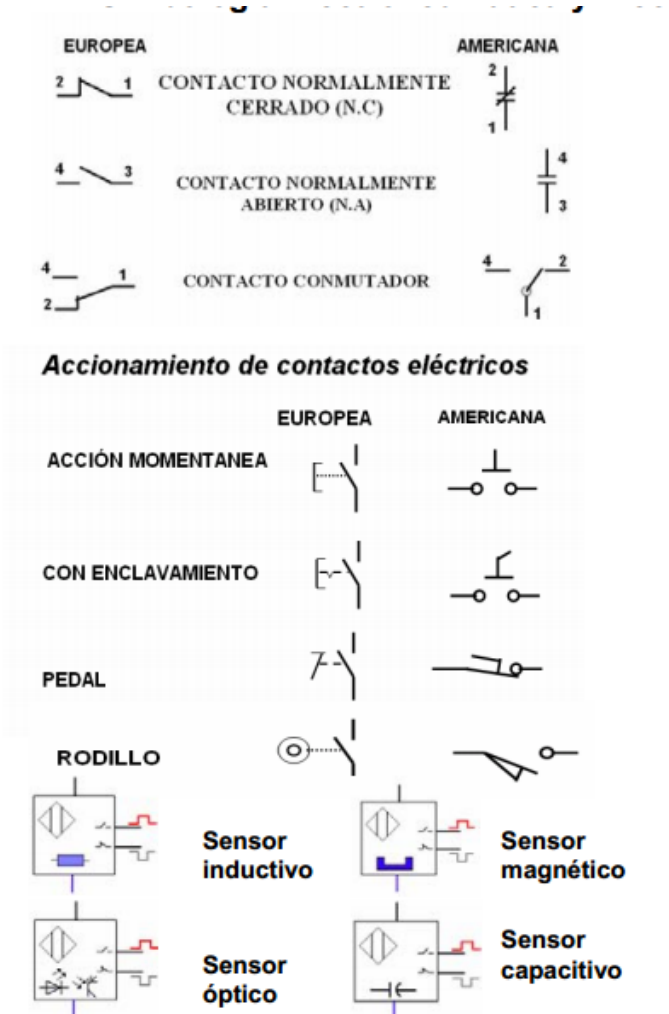 EUROPEA AMERICANA
2 1 CONTACTO NORMALMENTE 2
CERRADO (N.C) 1
4 3 CONTACTO NORMALMENTE 4
ABIERTO (N.A) 3
4 1 CONTACTO CONMUTADOR 4 2
2 1
Accionamiento de contactos eléctricos
EUROPEA AMERICANA
ACCIÓN MOMENTANEA
CON ENCLAVAMIENTO
PEDAL
RODILLO
Sensor
inductivo
Sensor
magnético
Sensor
óptico
Sensor
capacitivo